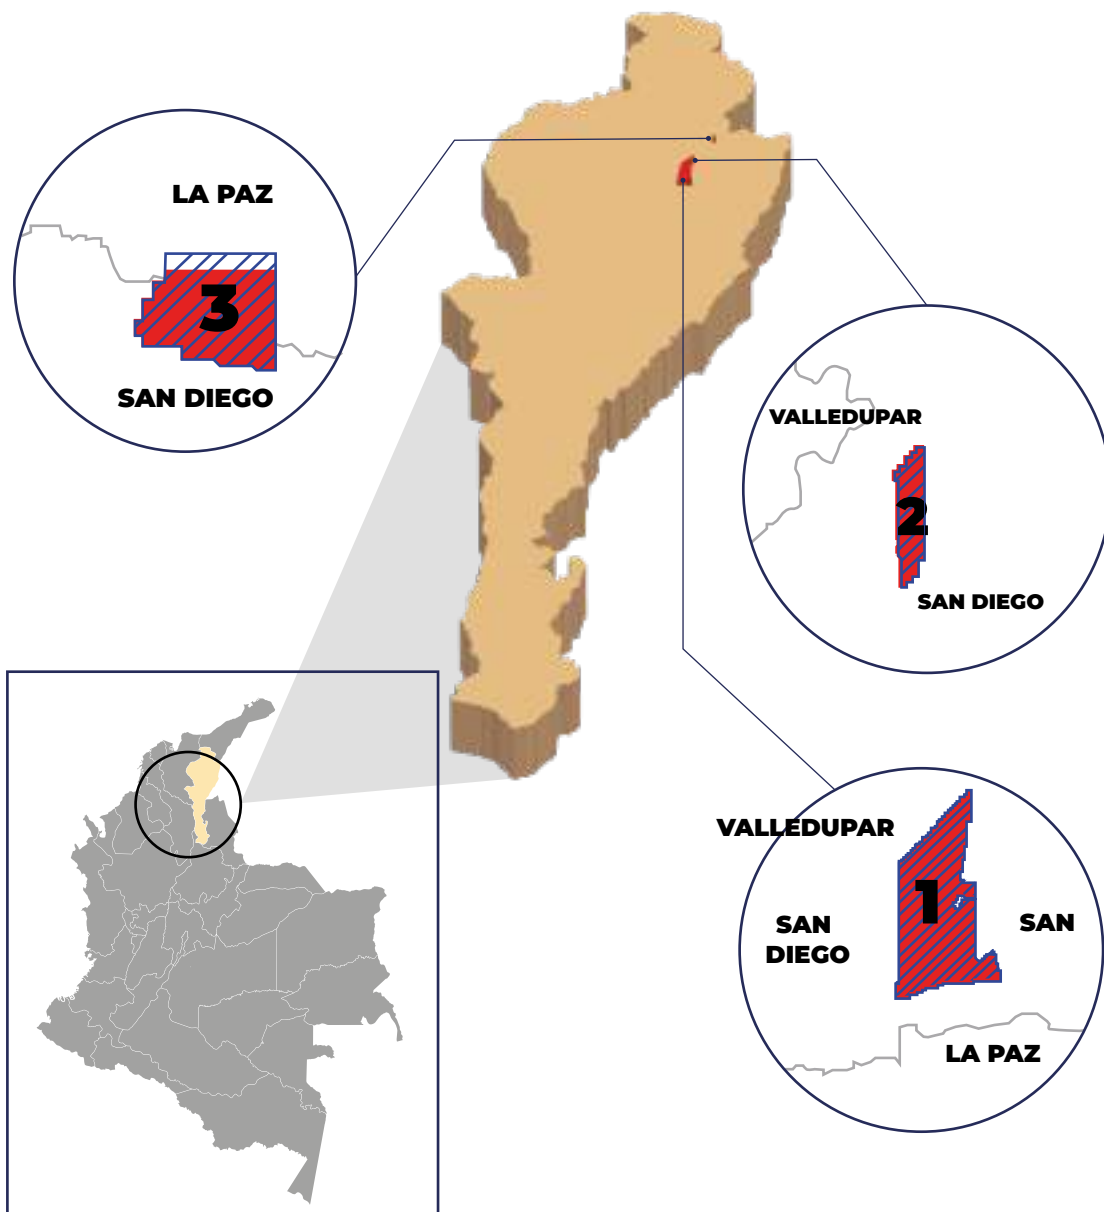 LA PAZ
3
SAN DIEGO
VALLEDUPAR
2
SAN DIEGO
VALLEDUPAR
1
SAN
DIEGO
SAN
LA PAZ